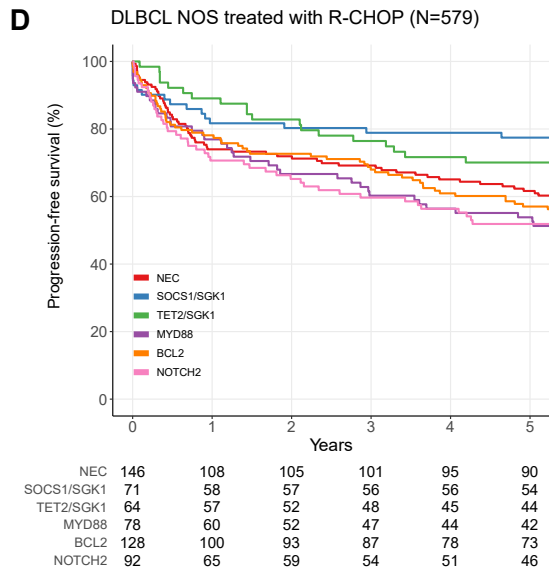 D
DLBCL NOS treated with R-CHOP (N=579)
Progression-free survival (%)
100
80
60
40
20
0
NEC
SOCS1/SGK1
TET2/SGK1
MYD88
BCL2
NOTCH2
0 1 2 3 4 5
Years
NEC 146 108 105 101 95 90
SOCS1/SGK1 71 58 57 56 56 54
TET2/SGK1 64 57 52 48 45 44
MYD88 78 60 52 47 44 42
BCL2 128 100 93 87 78 73
NOTCH2 92 65 59 54 51 46